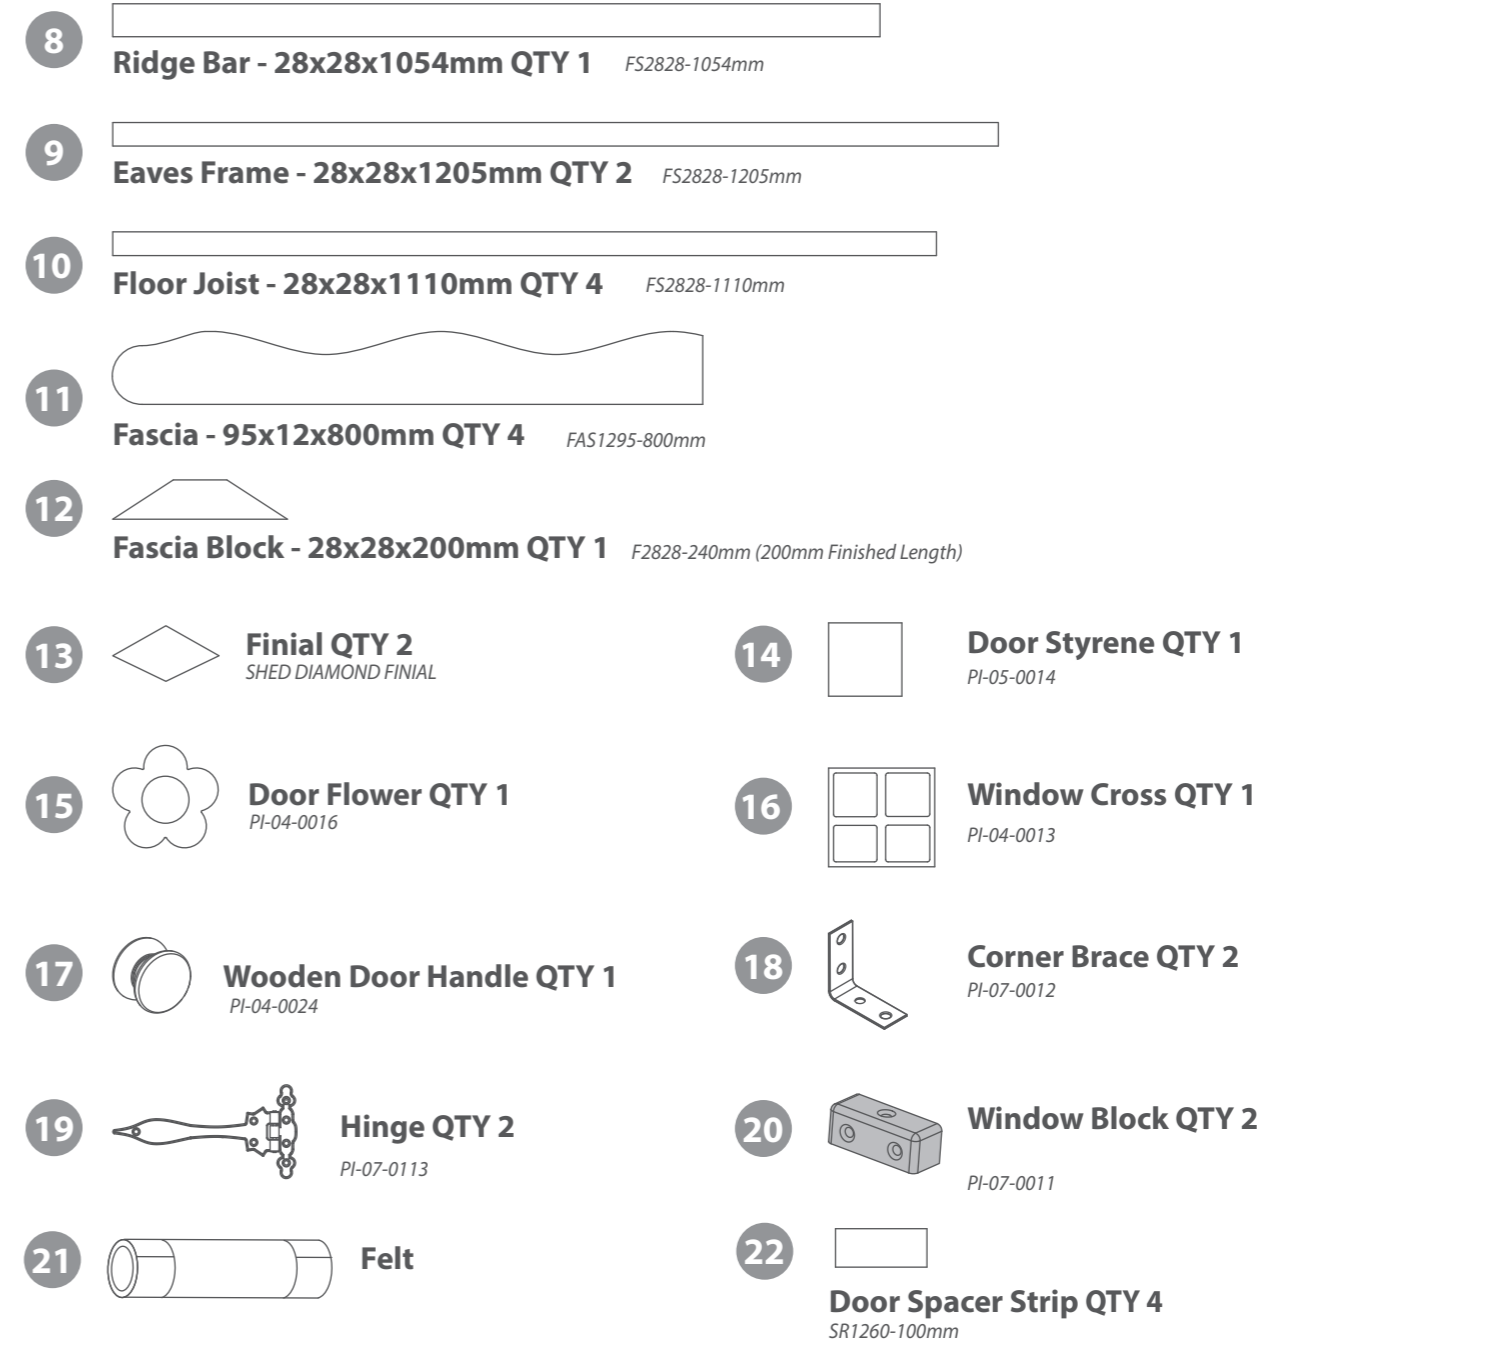 8
Ridge Bar - 28x28x1054mm QTY 1 FS2828-1054mm
9
Eaves Frame - 28x28x1205mm QTY 2 FS2828-1205mm
10
Floor Joist - 28x28x1110mm QTY 4 FS2828-1110mm
11
Fascia - 95x12x800mm QTY 4 FAS1295-800mm
12
Fascia Block - 28x28x200mm QTY 1 F2828-240mm (200mm Finished Length)
13
Finial QTY 2
SHED DIAMOND FINIAL
14
Door Styrene QTY 1
PI-05-0014
15
Door Flower QTY 1
PI-04-0016
16
Window Cross QTY 1
PI-04-0013
17
Wooden Door Handle QTY 1
PI-04-0024
18
Corner Brace QTY 2
PI-07-0012
19
Hinge QTY 2
PI-07-0113
20
Window Block QTY 2
PI-07-0011
21
Felt
22
Door Spacer Strip QTY 4
SR1260-100mm